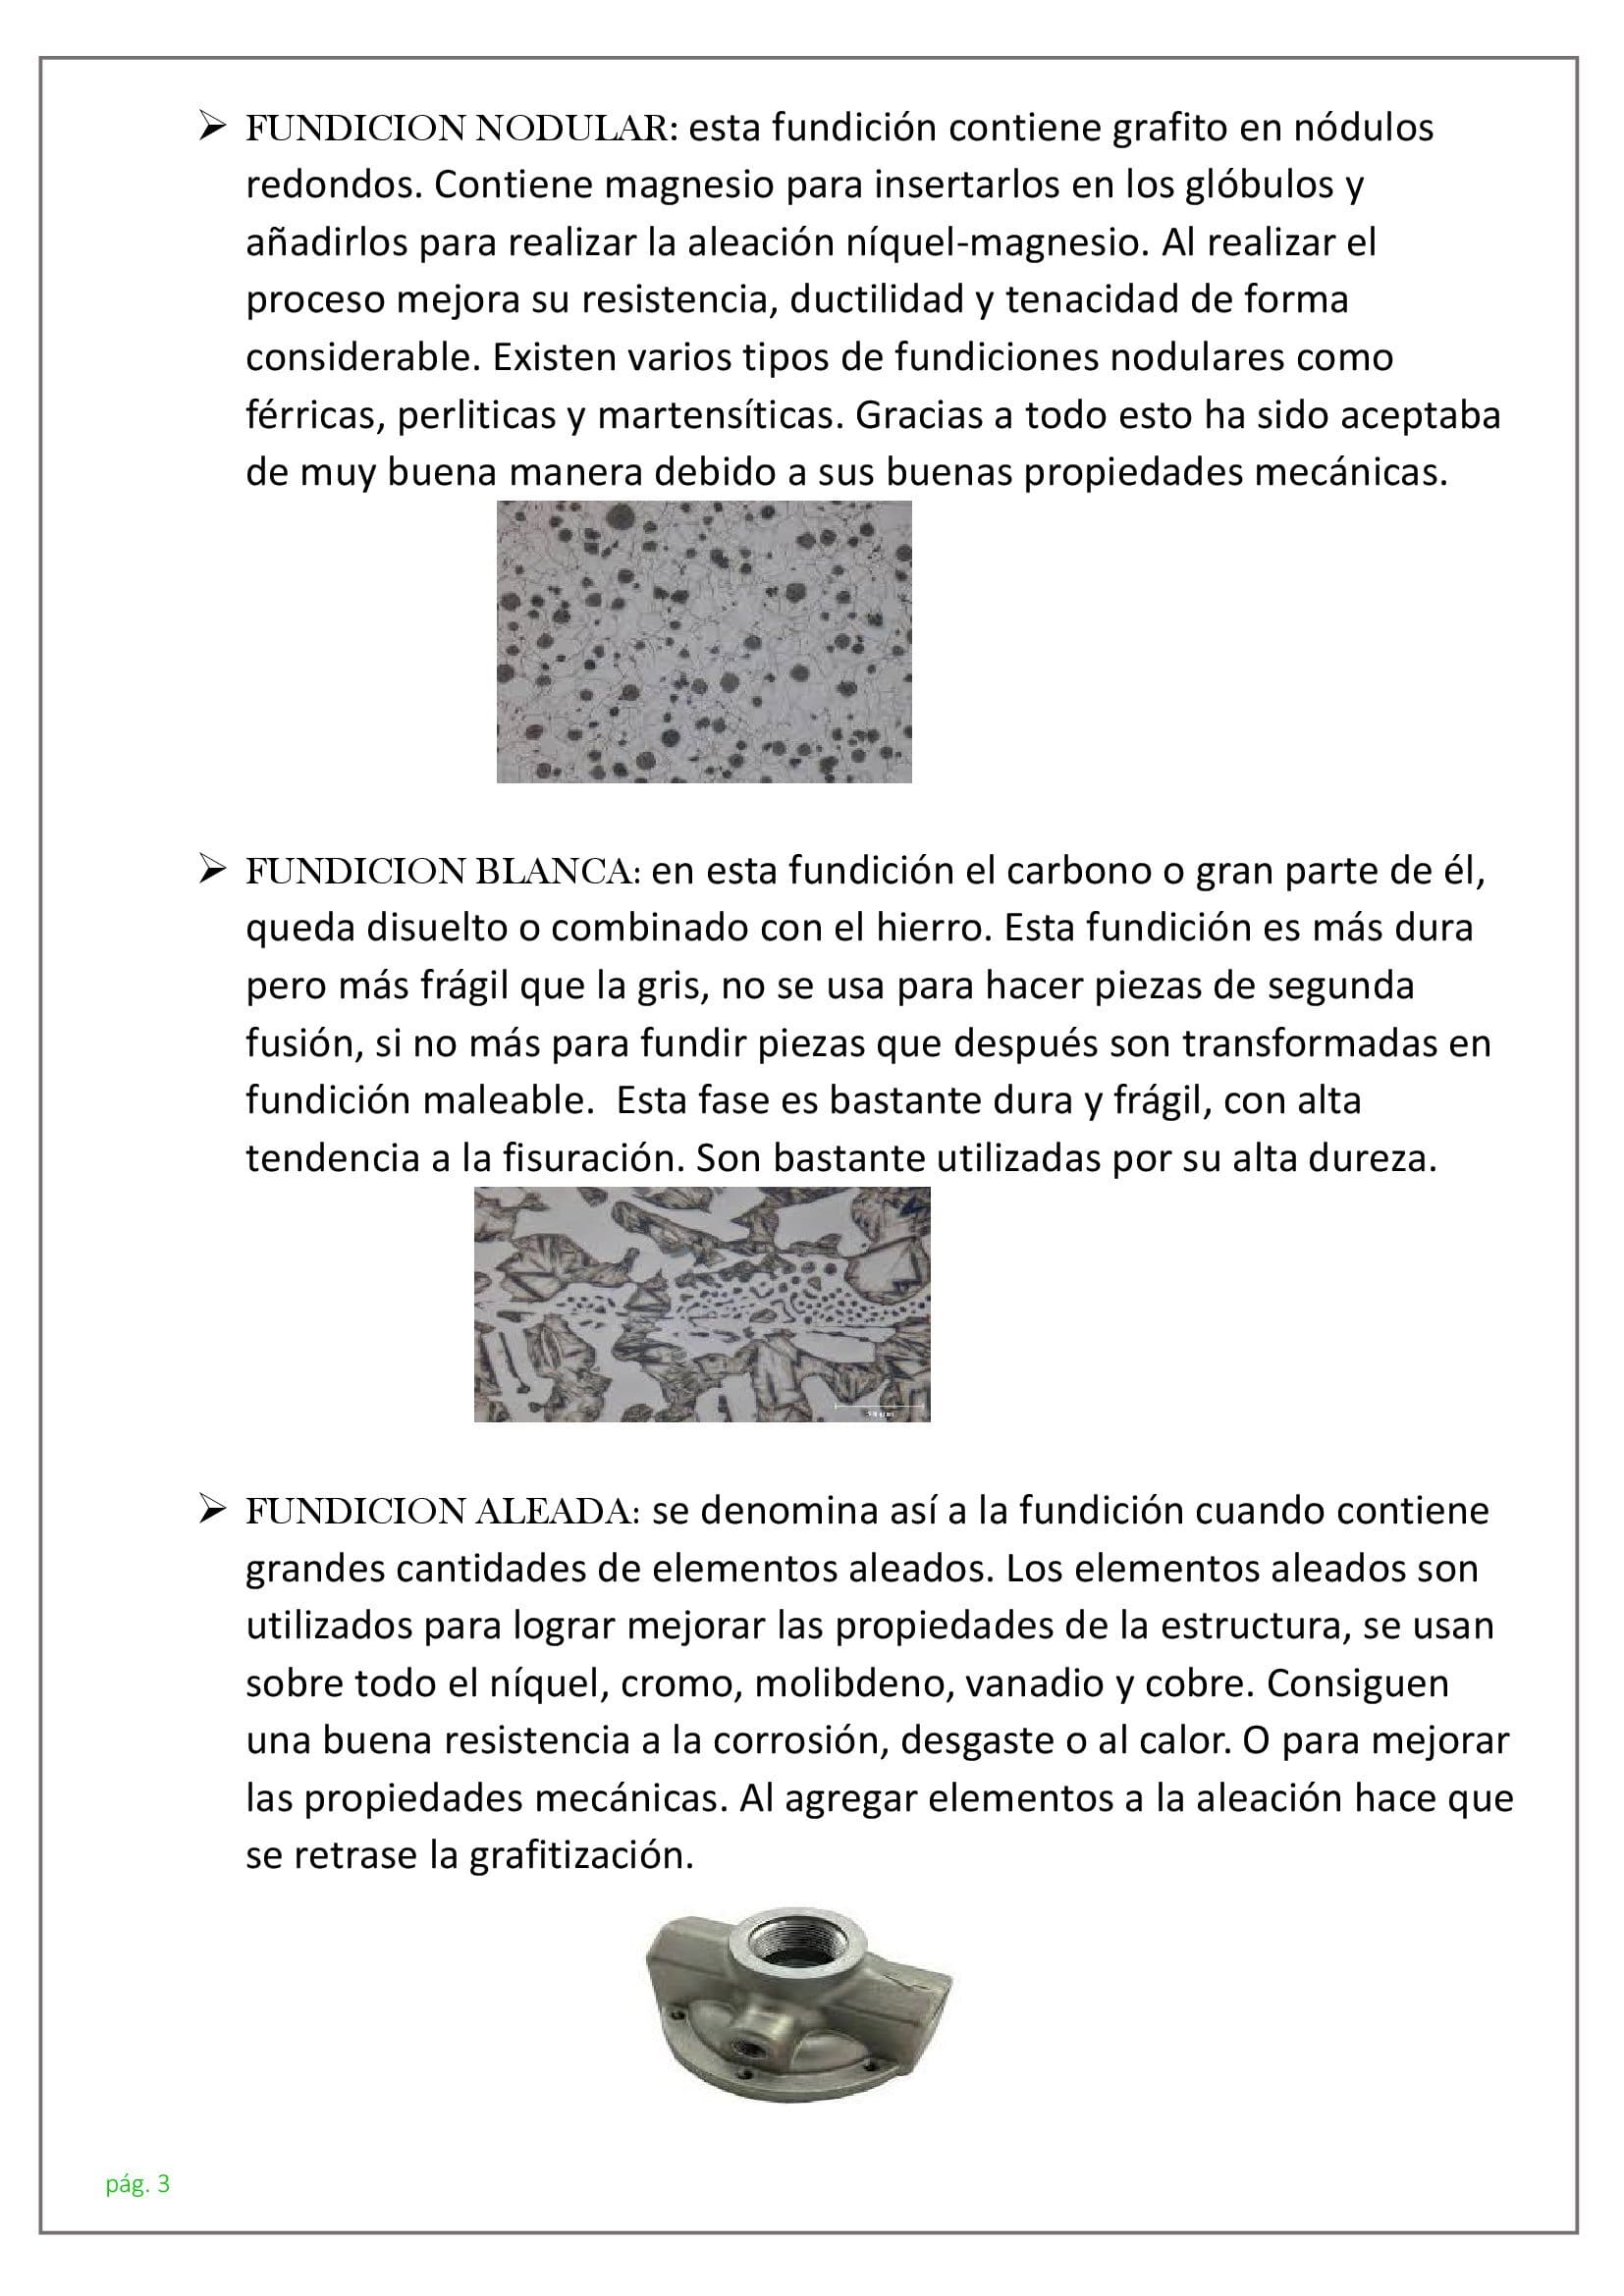 ➢ FUNDICION NODULAR: esta fundición contiene grafito en nódulos
redondos. Contiene magnesio para insertarlos en los glóbulos y
añadirlos para realizar la aleación níquel-magnesio. Al realizar el
proceso mejora su resistencia, ductilidad y tenacidad de forma
considerable. Existen varios tipos de fundiciones nodulares como
férricas, perliticas y martensíticas. Gracias a todo esto ha sido aceptaba
de muy buena manera debido a sus buenas propiedades mecánicas.
➢ FUNDICION BLANCA: en esta fundición el carbono o gran parte de él,
queda disuelto o combinado con el hierro. Esta fundición es más dura
pero más frágil que la gris, no se usa para hacer piezas de segunda
fusión, si no más para fundir piezas que después son transformadas en
fundición maleable.  Esta fase es bastante dura y frágil, con alta
tendencia a la fisuración. Son bastante utilizadas por su alta dureza.
➢ FUNDICION ALEADA: se denomina así a la fundición cuando contiene
grandes cantidades de elementos aleados. Los elementos aleados son
utilizados para lograr mejorar las propiedades de la estructura, se usan
sobre todo el níquel, cromo, molibdeno, vanadio y cobre. Consiguen
una buena resistencia a la corrosión, desgaste o al calor. O para mejorar
las propiedades mecánicas. Al agregar elementos a la aleación hace que
se retrase la grafitización.
pág. 3